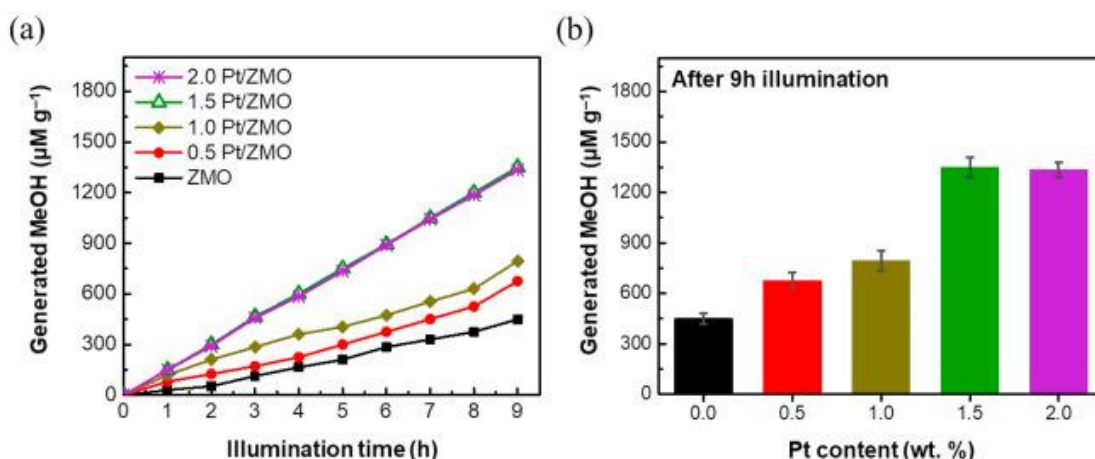 (a)
Generated MeOH (µM g⁻¹)
1800
1500
1200
900
600
300
0
2.0 Pt/ZMO
1.5 Pt/ZMO
1.0 Pt/ZMO
0.5 Pt/ZMO
ZMO
0 1 2 3 4 5 6 7 8 9
Illumination time (h)
(b)
After 9h illumination
Generated MeOH (µM g⁻¹)
1800
1500
1200
900
600
300
0
0.0 0.5 1.0 1.5 2.0
Pt content (wt. %)